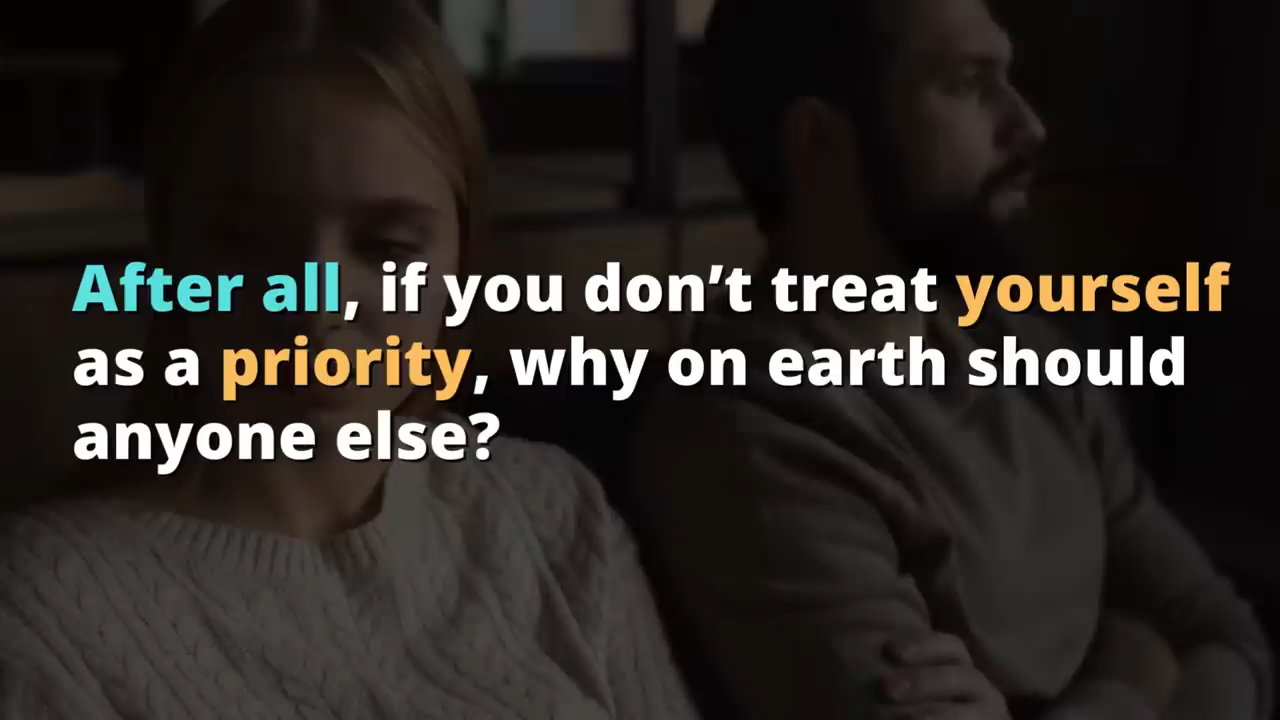 After all, if you don’t treat yourself
as a priority, why on earth should
anyone else?